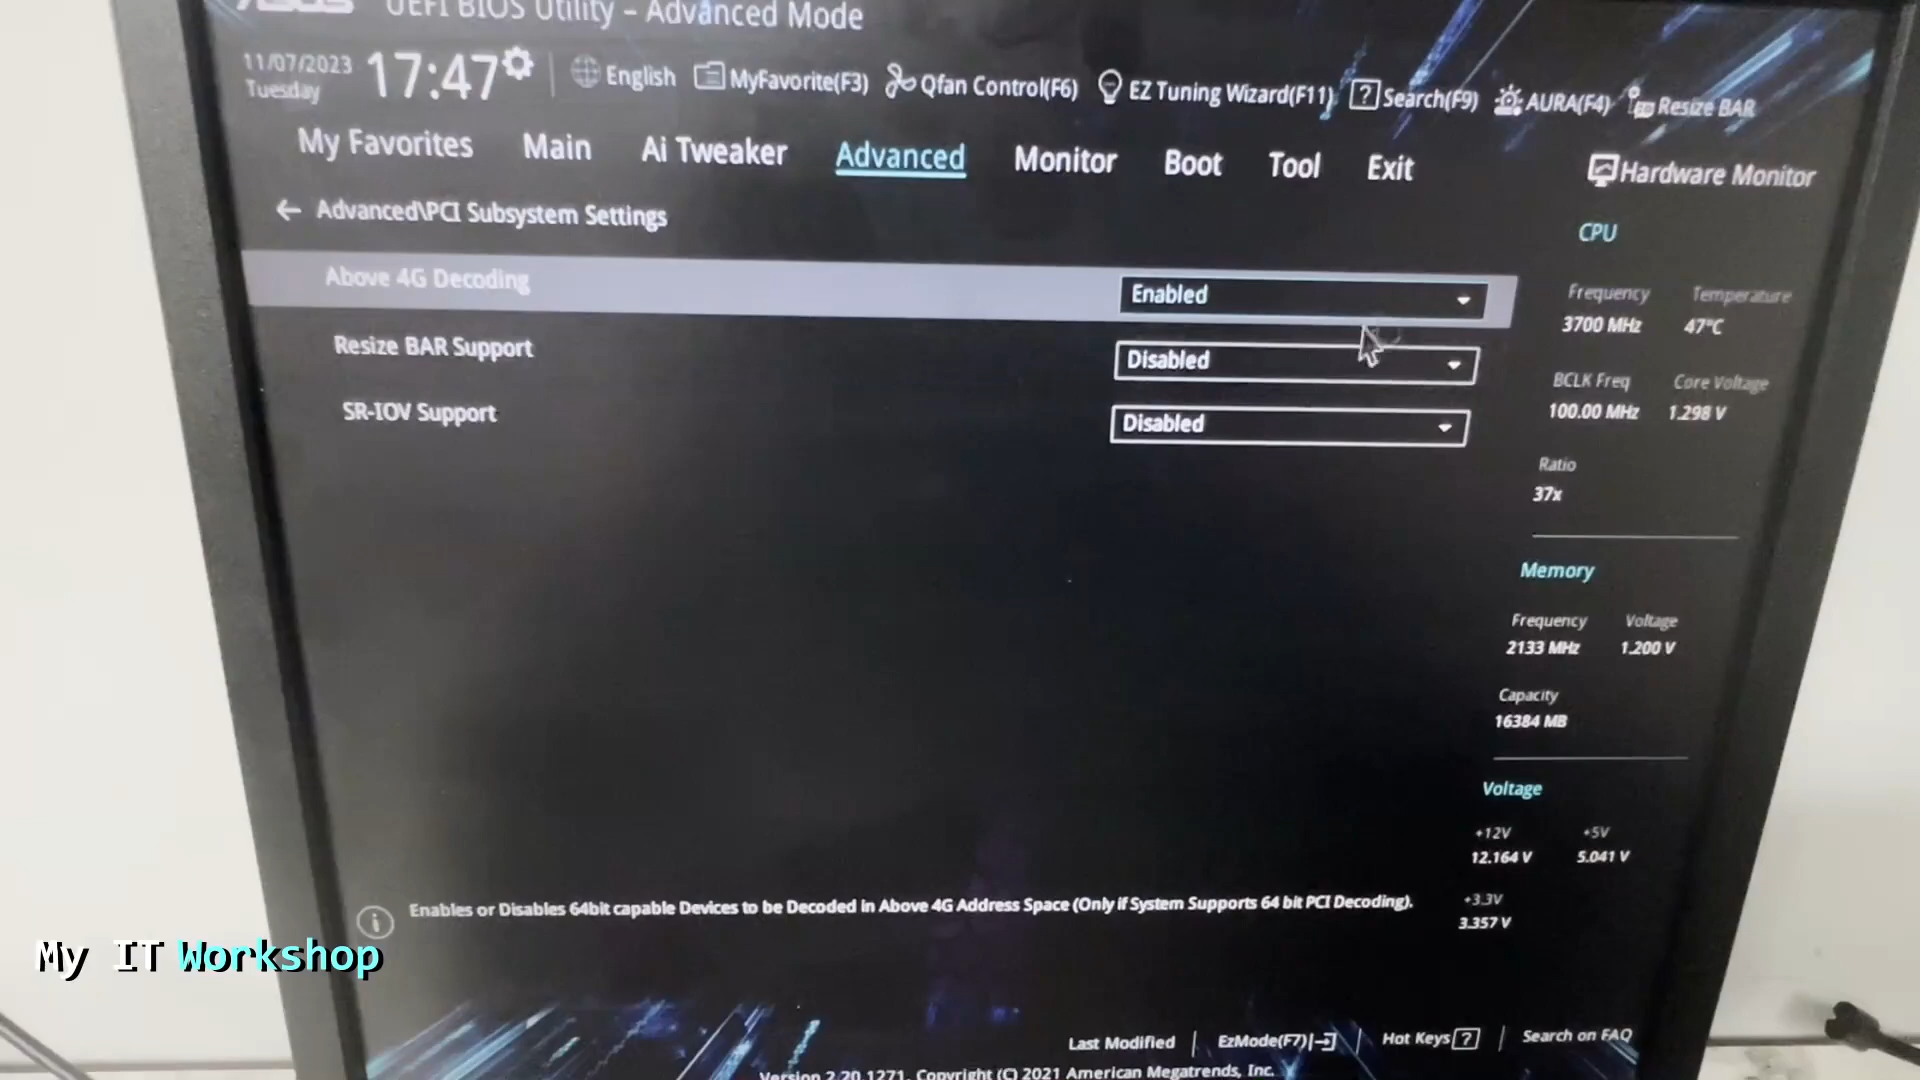 ASUS UEFI BIOS Utility – Advanced Mode
11/07/2023
Tuesday
17:47
English MyFavorite(F3) Qfan Control(F6) EZ Tuning Wizard(F11) Search(F9) AURA(F4) Resize BAR
My Favorites Main Ai Tweaker Advanced Monitor Boot Tool Exit
Hardware Monitor
← Advanced\PCI Subsystem Settings
Above 4G Decoding Enabled
Resize BAR Support Disabled
SR-IOV Support Disabled
CPU
Frequency Temperature
3700 MHz 47°C
BCLK Freq Core Voltage
100.00 MHz 1.298 V
Ratio
37x
Memory
Frequency Voltage
2133 MHz 1.200 V
Capacity
16384 MB
Voltage
+12V +5V
12.164 V 5.041 V
+3.3V
3.357 V
Enables or Disables 64bit capable Devices to be Decoded in Above 4G Address Space (Only if System Supports 64 bit PCI Decoding).
My IT Workshop
Last Modified EzMode(F7) Hot Keys ? Search on FAQ
Version 2.20.1271. Copyright (C) 2021 American Megatrends, Inc.